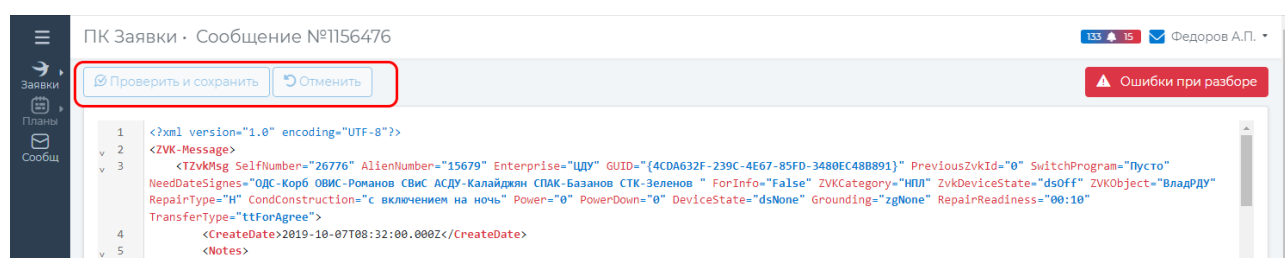 ПК Заявки • Сообщение №1156476
133 15 Федоров А.П.
Заявки
Планы
Сообщ
Проверить и сохранить Отменить
Ошибки при разборе
1 <?xml version="1.0" encoding="UTF-8"?>
2 <ZVK-Message>
3 <TZvkMsg SelfNumber="26776" AlienNumber="15679" Enterprise="ЦДУ" GUID="{4CDA632F-239C-4E67-85FD-3480EC48B891}" PreviousZvkId="0" SwitchProgram="Пусто"
NeedDateSignes="ОДС-Корб ОВИС-Романов СВиС АСДУ-Калайджян СПАК-Базанов СТК-Зеленов " ForInfo="False" ZVKCategory="НПЛ" ZvkDeviceState="dsOff" ZVKObject="ВладРДУ"
RepairType="Н" CondConstruction="с включением на ночь" Power="0" PowerDown="0" DeviceState="dsNone" Grounding="zgNone" RepairReadiness="00:10"
TransferType="ttForAgree">
4 <CreateDate>2019-10-07T08:32:00.000Z</CreateDate>
5 <Notes>